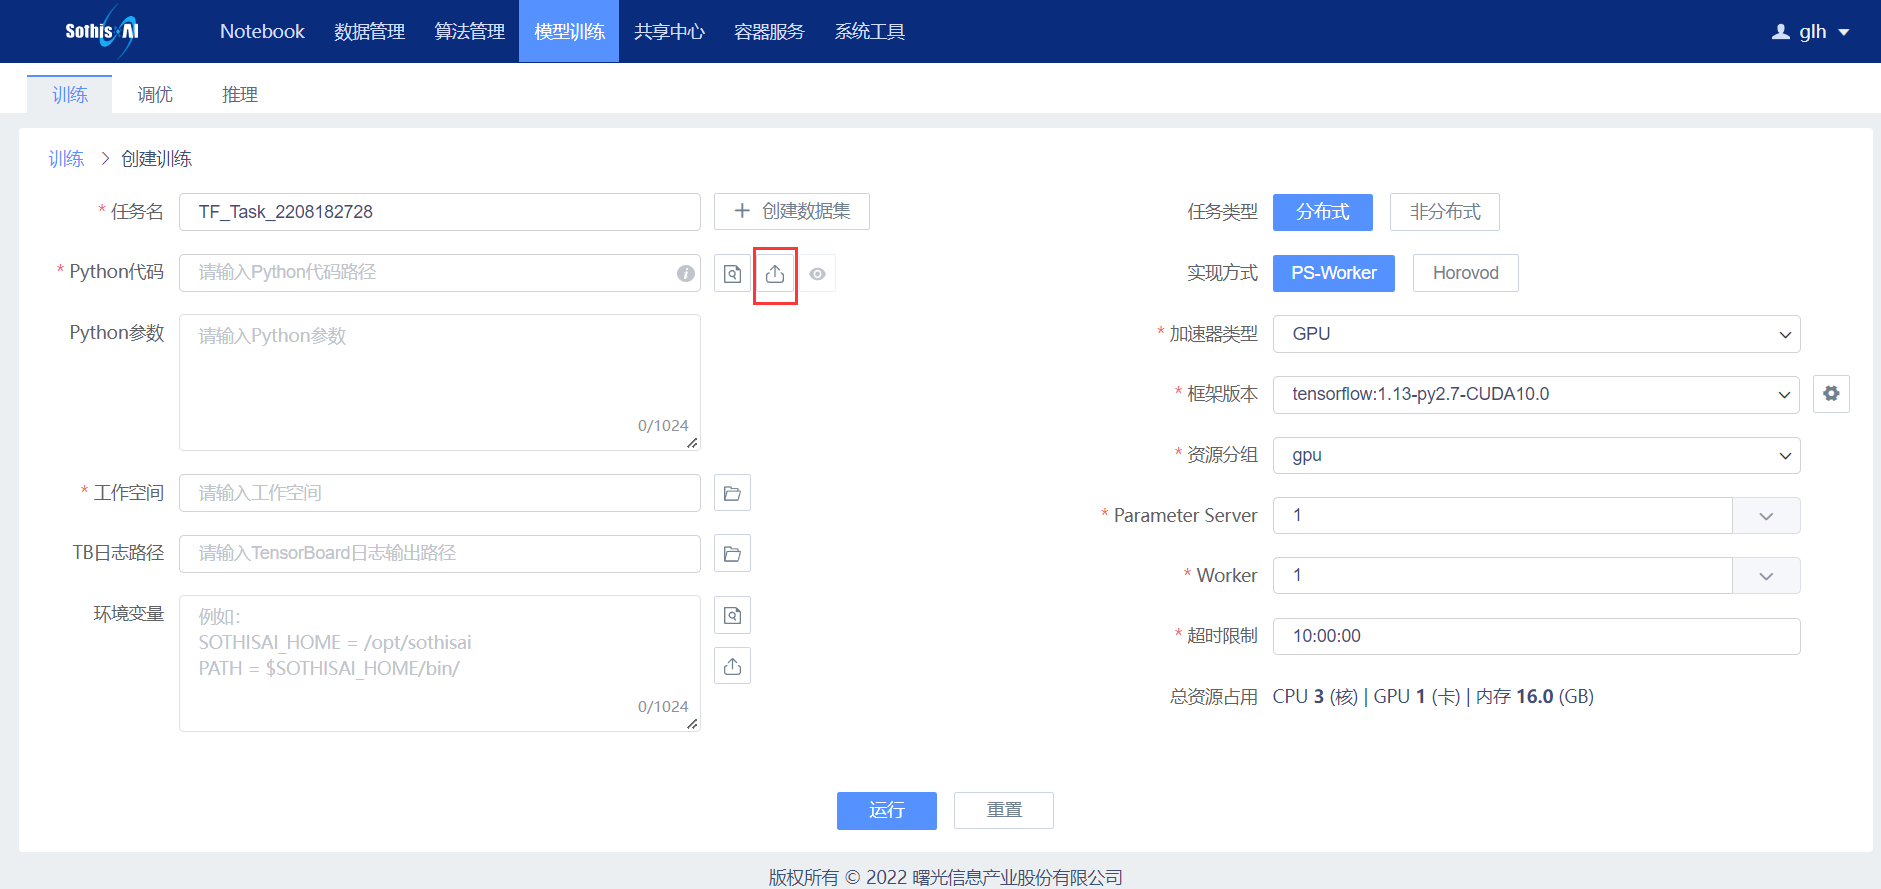 SothisAI Notebook 数据管理 算法管理 模型训练 共享中心 容器服务 系统工具 glh
训练 调优 推理
训练 > 创建训练
* 任务名 TF_Task_2208182728 + 创建数据集
* Python代码 请输入Python代码路径
Python参数 请输入Python参数
0/1024
* 工作空间 请输入工作空间
TB日志路径 请输入TensorBoard日志输出路径
环境变量 例如：
SOTHISAI_HOME = /opt/sothisai
PATH = $SOTHISAI_HOME/bin/
0/1024
任务类型 分布式 非分布式
实现方式 PS-Worker Horovod
* 加速器类型 GPU
* 框架版本 tensorflow:1.13-py2.7-CUDA10.0
* 资源分组 gpu
* Parameter Server 1
* Worker 1
* 超时限制 10:00:00
总资源占用 CPU 3 (核) | GPU 1 (卡) | 内存 16.0 (GB)
运行 重置
版权所有 © 2022 曙光信息产业股份有限公司